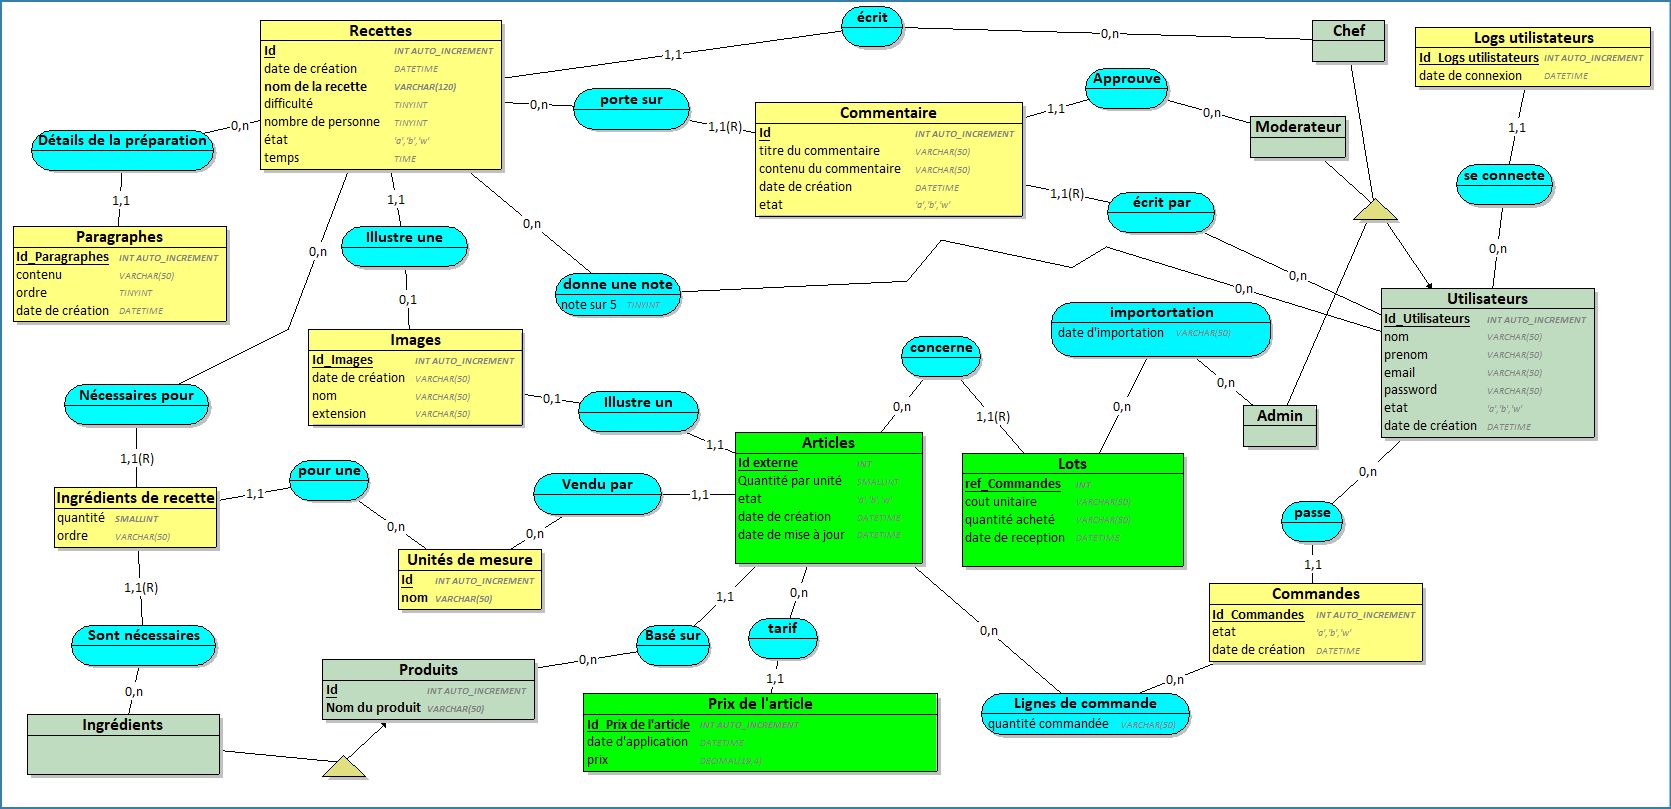 écrit
Chef
Recettes
Id INT AUTO_INCREMENT
date de création DATETIME
nom de la recette VARCHAR(120)
difficulté TINYINT
nombre de personne TINYINT
état 'a','b','w'
temps TIME
Logs utilistateurs
Id_Logs utilistateurs INT AUTO_INCREMENT
date de connexion DATETIME
1,1
0,n
porte sur
0,n
1,1(R)
Approuve
1,1
0,n
Moderateur
Commentaire
Id INT AUTO_INCREMENT
titre du commentaire VARCHAR(50)
contenu du commentaire VARCHAR(50)
date de création DATETIME
etat 'a','b','w'
Détails de la préparation
0,n
1,1
1,1
se connecte
0,n
écrit par
1,1(R)
0,n
Paragraphes
Id_Paragraphes INT AUTO_INCREMENT
contenu VARCHAR(50)
ordre TINYINT
date de création DATETIME
1,1
Illustre une
0,1
0,n
0,n
donne une note
note sur 5 TINYINT
0,n
Utilisateurs
Id_Utilisateurs INT AUTO_INCREMENT
nom VARCHAR(50)
prenom VARCHAR(50)
email VARCHAR(50)
password VARCHAR(50)
etat 'a','b','w'
date de création DATETIME
importortation
date d'importation VARCHAR(50)
0,n
0,n
Admin
Images
Id_Images INT AUTO_INCREMENT
date de création VARCHAR(50)
nom VARCHAR(50)
extension VARCHAR(50)
concerne
0,n
1,1(R)
Nécessaires pour
1,1(R)
0,1
Illustre un
1,1
Articles
Id externe INT
Quantité par unité SMALLINT
etat 'a','b','w'
date de création DATETIME
date de mise à jour DATETIME
Lots
ref_Commandes INT
cout unitaire VARCHAR(50)
quantité acheté VARCHAR(50)
date de reception DATETIME
0,n
passe
1,1
Ingrédients de recette
quantité SMALLINT
ordre VARCHAR(50)
1,1
pour une
0,n
Vendu par
1,1
0,n
Unités de mesure
Id INT AUTO_INCREMENT
nom VARCHAR(50)
Commandes
Id_Commandes INT AUTO_INCREMENT
etat 'a','b','w'
date de création DATETIME
1,1(R)
Sont nécessaires
0,n
Ingrédients
1,1
Basé sur
0,n
0,n
tarif
1,1
0,n
0,n
Produits
Id INT AUTO_INCREMENT
Nom du produit VARCHAR(50)
Prix de l'article
Id_Prix de l'article INT AUTO_INCREMENT
date d'application DATETIME
prix DECIMAL(19,4)
Lignes de commande
quantité commandée VARCHAR(50)